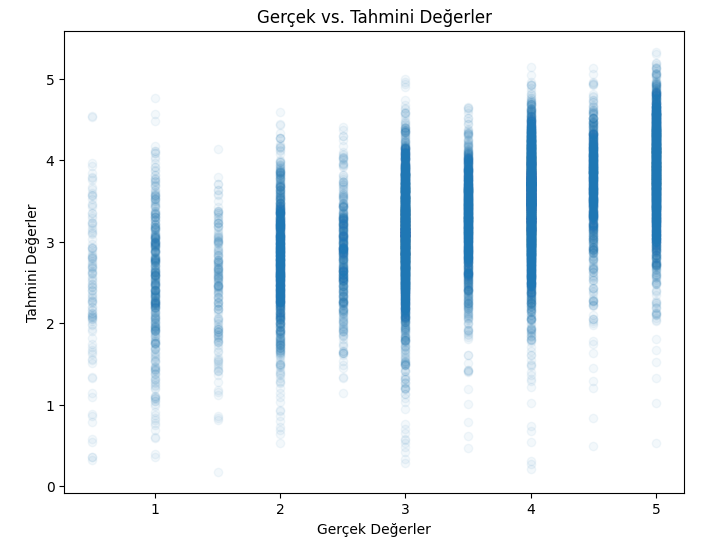 Gerçek vs. Tahmini Değerler
Tahmini Değerler
5
4
3
2
1
0
1 2 3 4 5
Gerçek Değerler